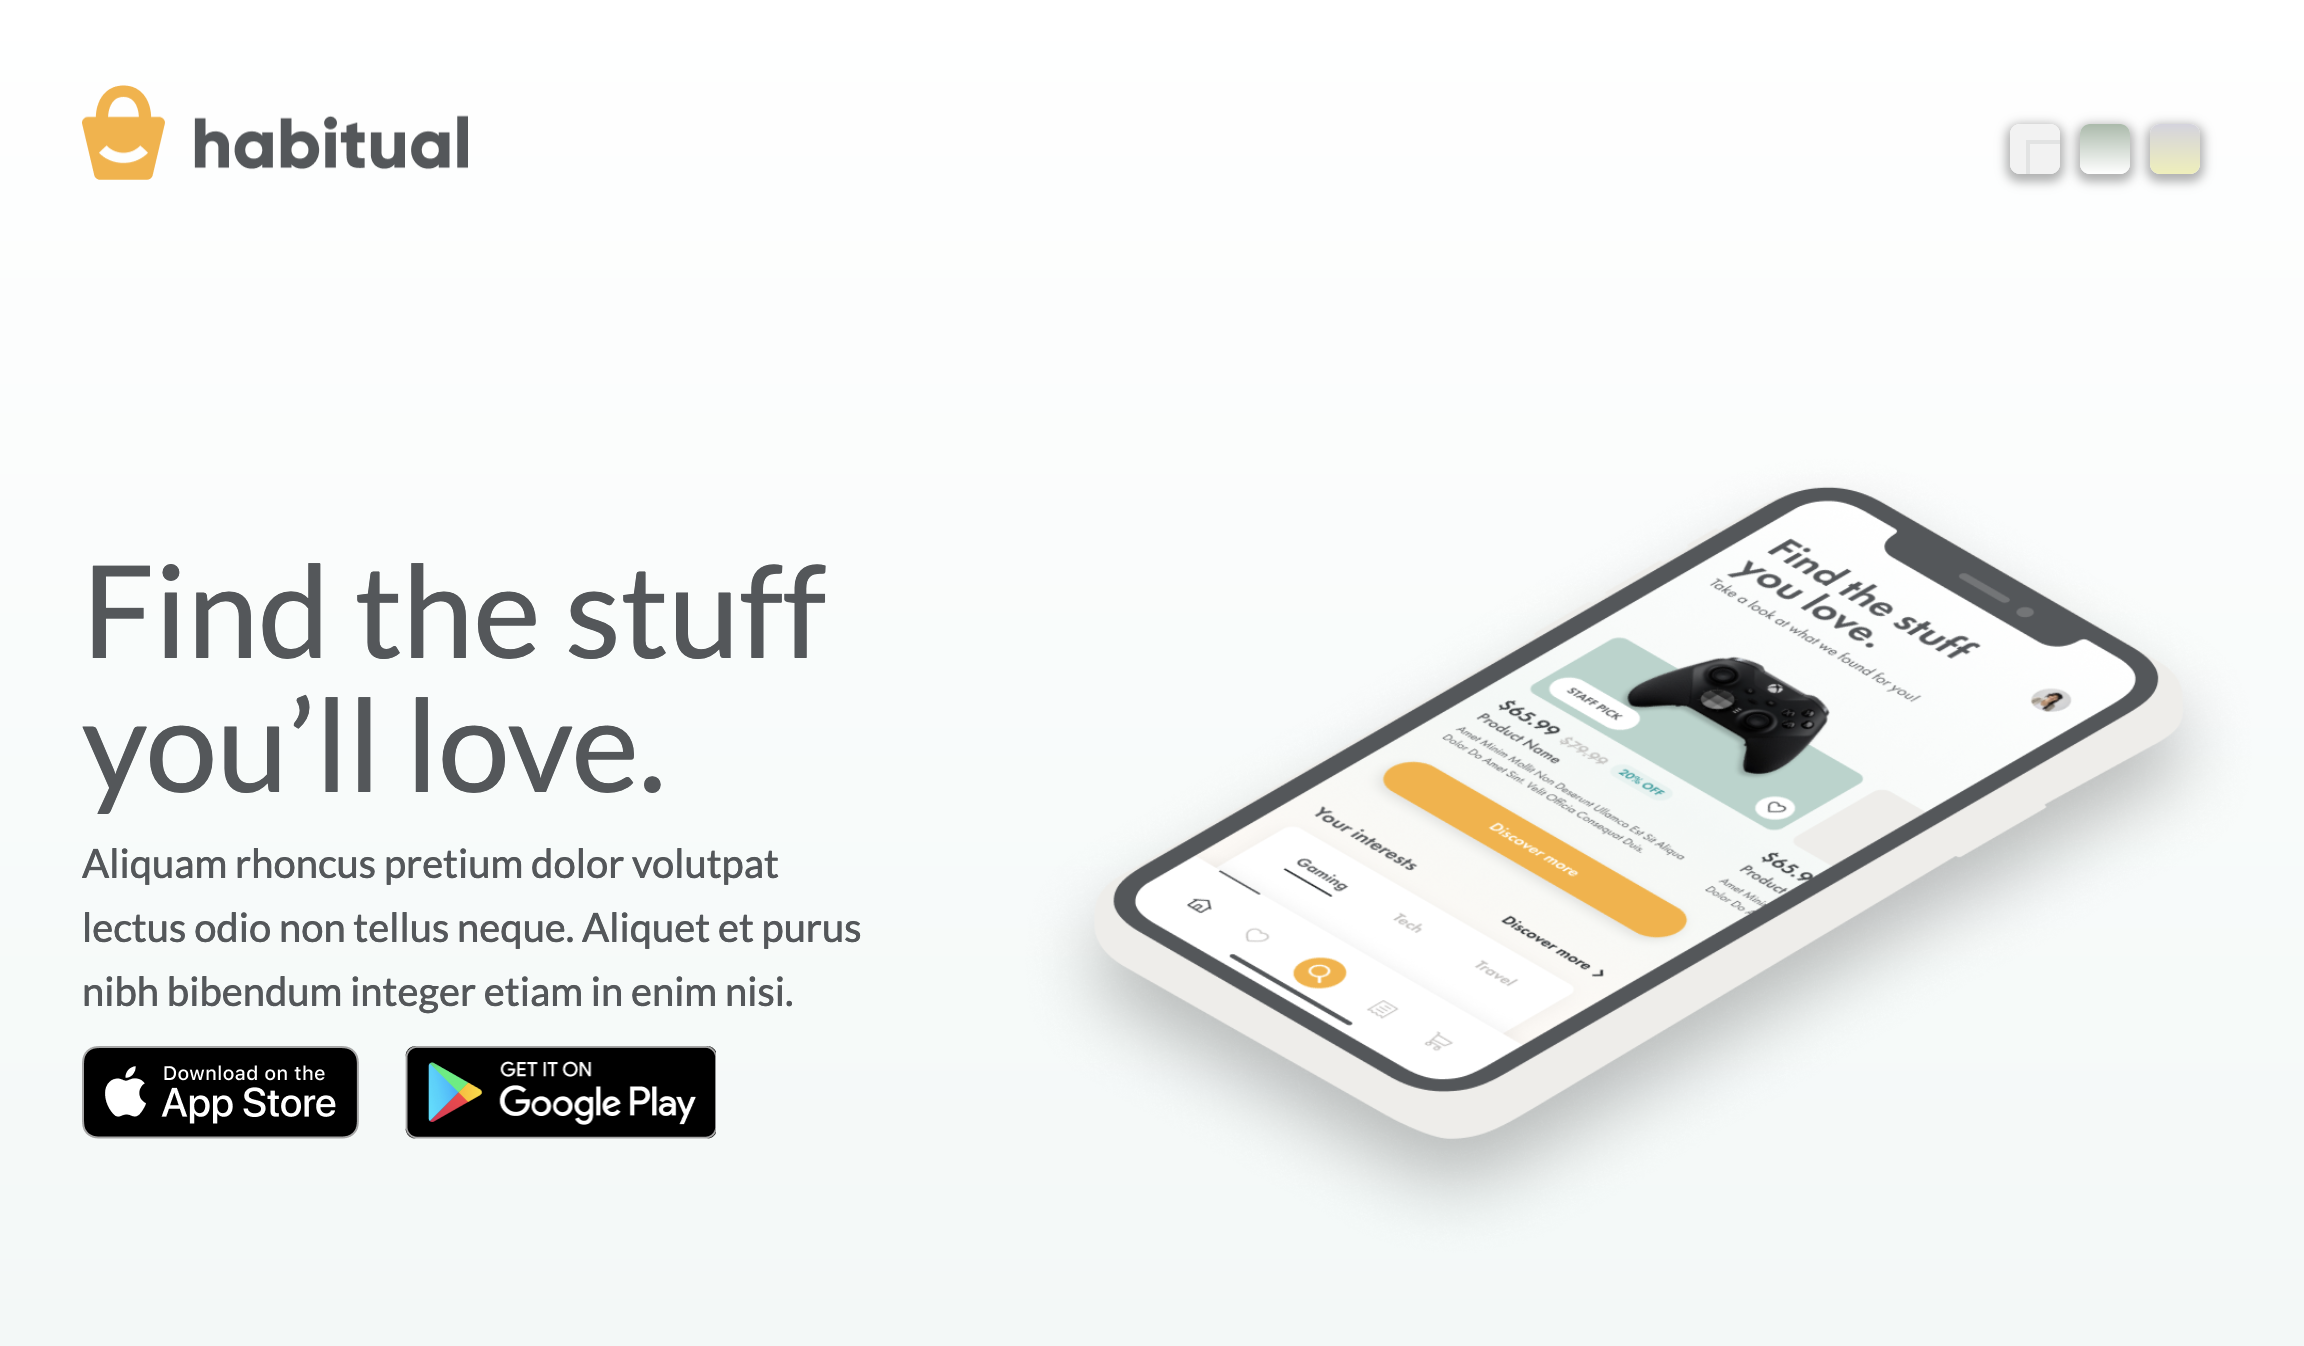 habitual
Find the stuff
you’ll love.
Aliquam rhoncus pretium dolor volutpat
lectus odio non tellus neque. Aliquet et purus
nibh bibendum integer etiam in enim nisi.
Download on the
App Store
GET IT ON
Google Play
Find the stuff
you love.
Take a look at what we found for you!
STAFF PICK
$65.99 $79.99 20% OFF
Product Name
Amet Minim Mollit Non Deserunt Ullamco Est Sit Aliqua
Dolor Do Amet Sint. Velit Officia Consequat Duis.
Discover more
$65.9
Product
Amet Mini
Dolor Do
Your interests
Discover more
Gaming
Tech
Travel